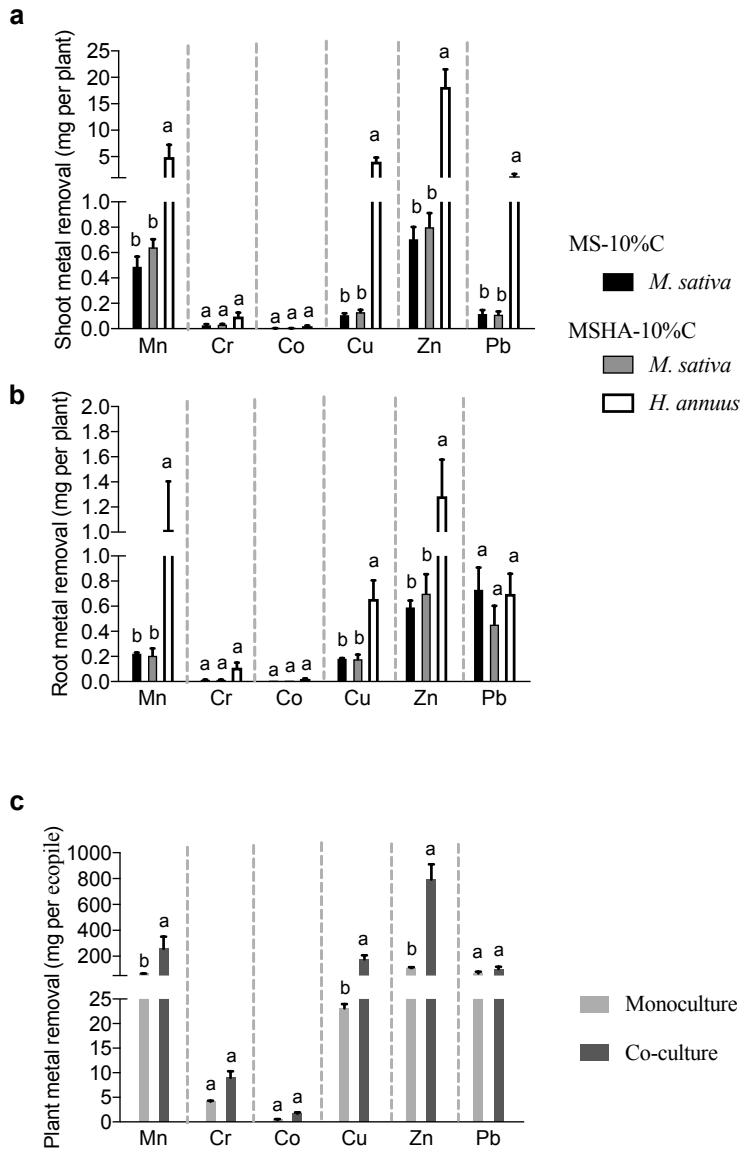 a
Shoot metal removal (mg per plant)
25
20
15
10
5
1.0
0.8
0.6
0.4
0.2
0.0
b b a
a a a
a a a
b b a
b b a
b b a
Mn Cr Co Cu Zn Pb
MS-10%C
M. sativa
MSHA-10%C
M. sativa
H. annuus
b
Root metal removal (mg per plant)
2.0
1.8
1.6
1.4
1.2
1.0
0.8
0.6
0.4
0.2
0.0
b b a
a a a
a a a
b b a
b b a
a a a
Mn Cr Co Cu Zn Pb
c
Plant metal removal (mg per ecopile)
1000
800
600
400
200
25
20
15
10
5
0
b a
a a
a a
b a
b a
a a
Mn Cr Co Cu Zn Pb
Monoculture
Co-culture